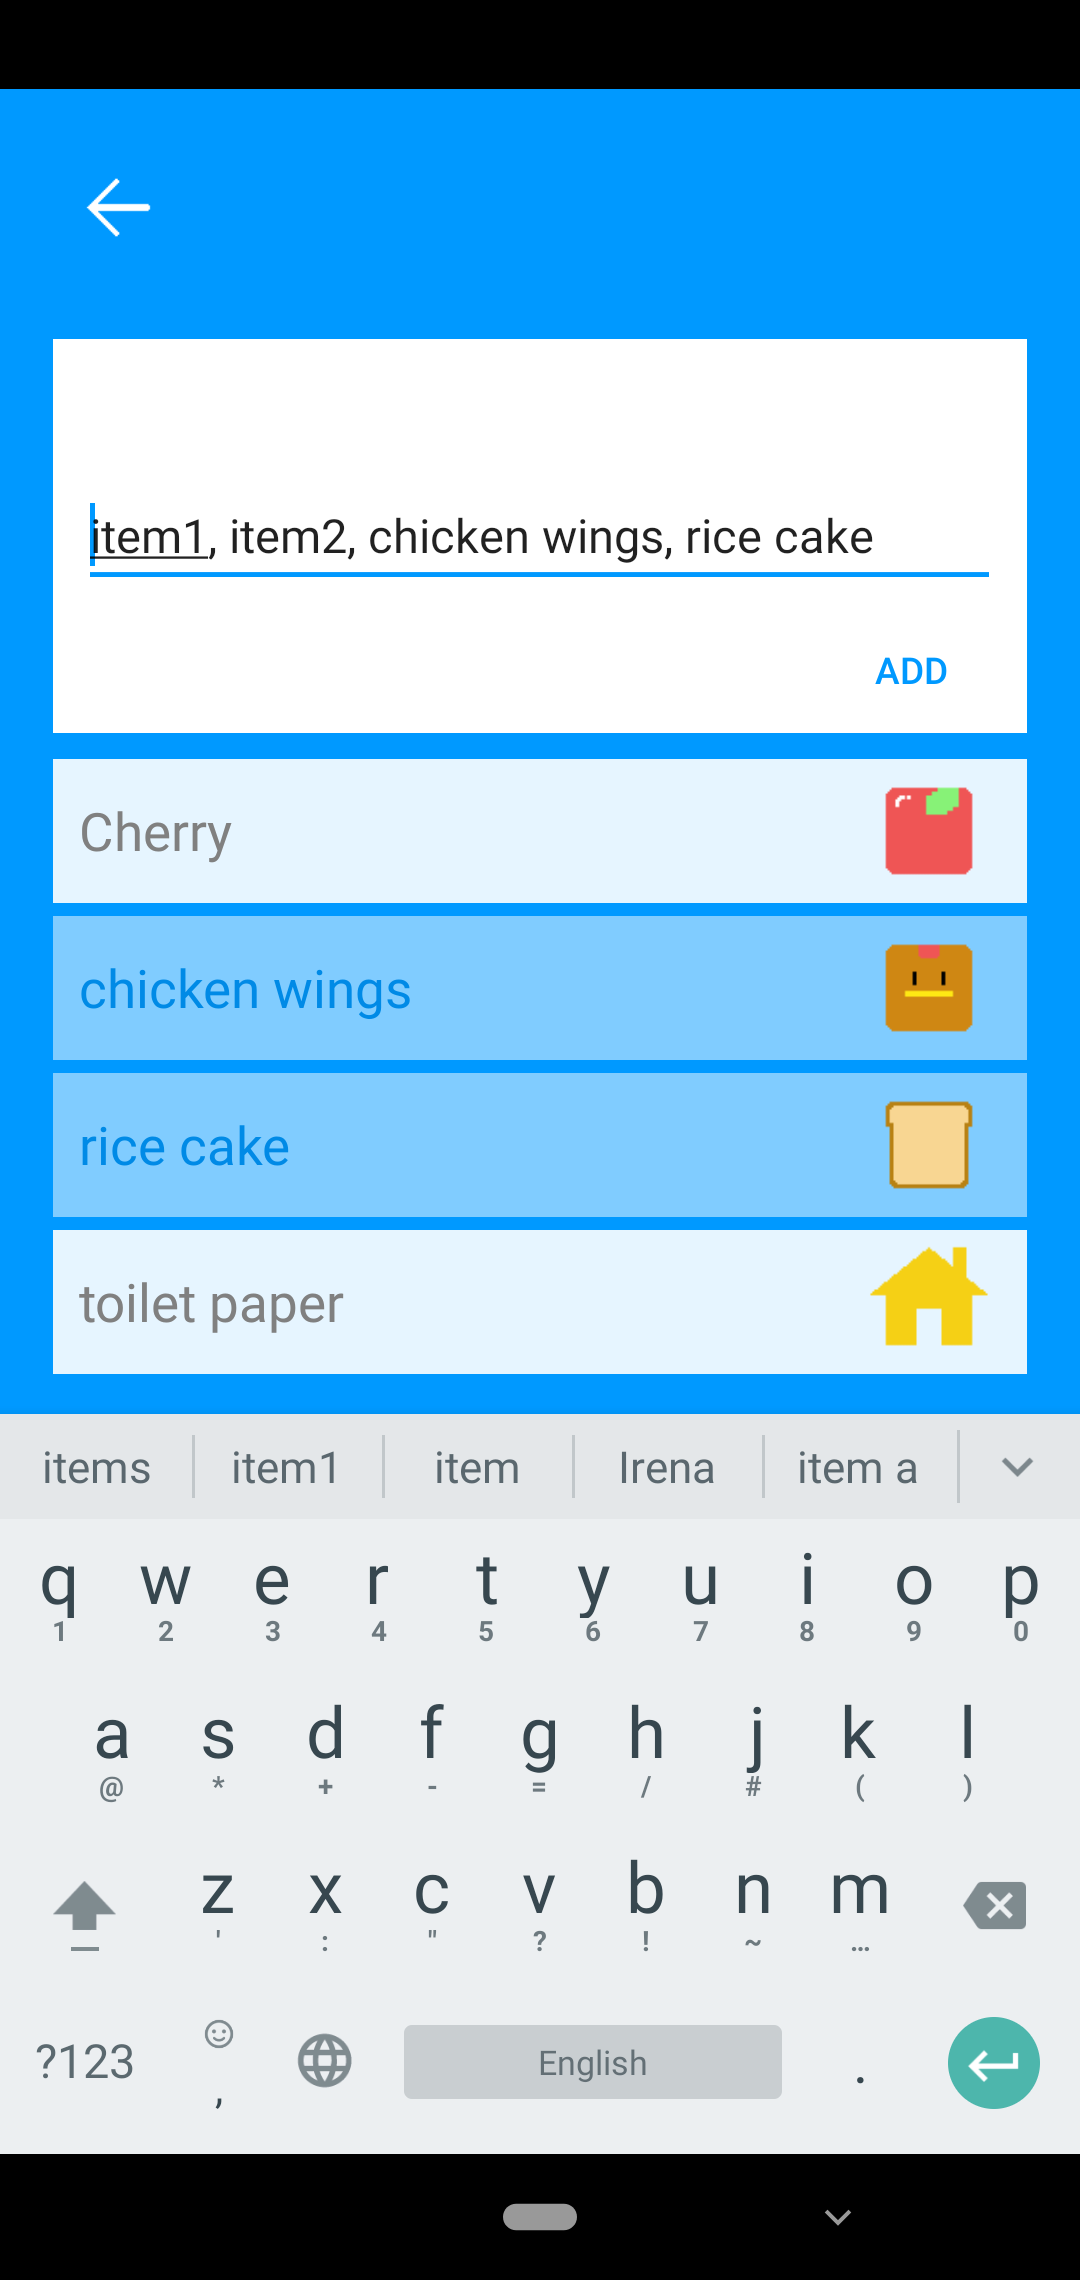 item1, item2, chicken wings, rice cake
ADD
Cherry
chicken wings
rice cake
toilet paper
items item1 item Irena item a
q w e r t y u i o p
1 2 3 4 5 6 7 8 9 0
a s d f g h j k l
@ * + - = / # ( )
z x c v b n m
' : " ? ! ~ …
?123 , English .